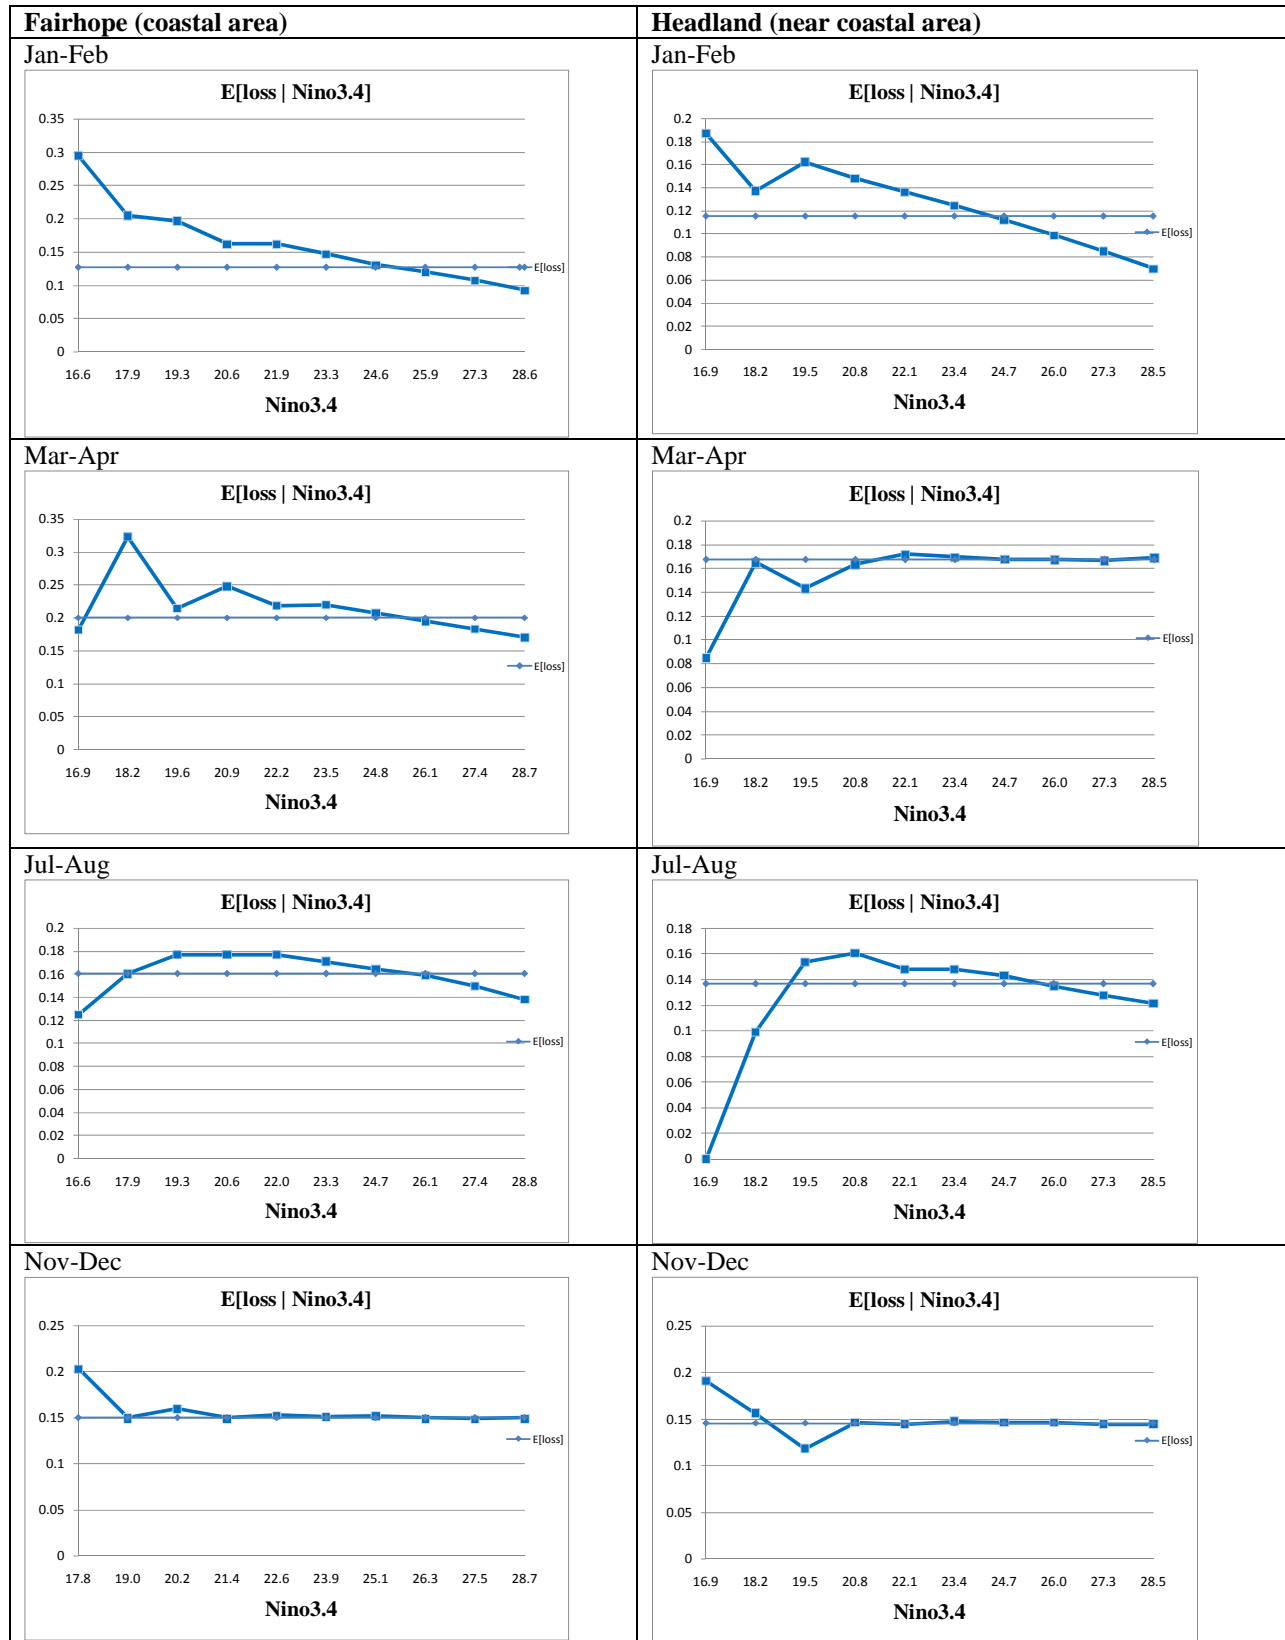 Fairhope (coastal area)
Headland (near coastal area)
Jan-Feb
E[loss | Nino3.4]
0.35
0.3
0.25
0.2
0.15
0.1
0.05
0
E[loss]
16.6 17.9 19.3 20.6 21.9 23.3 24.6 25.9 27.3 28.6
Nino3.4
Jan-Feb
E[loss | Nino3.4]
0.2
0.18
0.16
0.14
0.12
0.1
0.08
0.06
0.04
0.02
0
E[loss]
16.9 18.2 19.5 20.8 22.1 23.4 24.7 26.0 27.3 28.5
Nino3.4
Mar-Apr
E[loss | Nino3.4]
0.35
0.3
0.25
0.2
0.15
0.1
0.05
0
E[loss]
16.9 18.2 19.6 20.9 22.2 23.5 24.8 26.1 27.4 28.7
Nino3.4
Mar-Apr
E[loss | Nino3.4]
0.2
0.18
0.16
0.14
0.12
0.1
0.08
0.06
0.04
0.02
0
E[loss]
16.9 18.2 19.5 20.8 22.1 23.4 24.7 26.0 27.3 28.5
Nino3.4
Jul-Aug
E[loss | Nino3.4]
0.2
0.18
0.16
0.14
0.12
0.1
0.08
0.06
0.04
0.02
0
E[loss]
16.6 17.9 19.3 20.6 22.0 23.3 24.7 26.1 27.4 28.8
Nino3.4
Jul-Aug
E[loss | Nino3.4]
0.18
0.16
0.14
0.12
0.1
0.08
0.06
0.04
0.02
0
E[loss]
16.9 18.2 19.5 20.8 22.1 23.4 24.7 26.0 27.3 28.5
Nino3.4
Nov-Dec
E[loss | Nino3.4]
0.25
0.2
0.15
0.1
0.05
0
E[loss]
17.8 19.0 20.2 21.4 22.6 23.9 25.1 26.3 27.5 28.7
Nino3.4
Nov-Dec
E[loss | Nino3.4]
0.25
0.2
0.15
0.1
0.05
0
E[loss]
16.9 18.2 19.5 20.8 22.1 23.4 24.7 26.0 27.3 28.5
Nino3.4